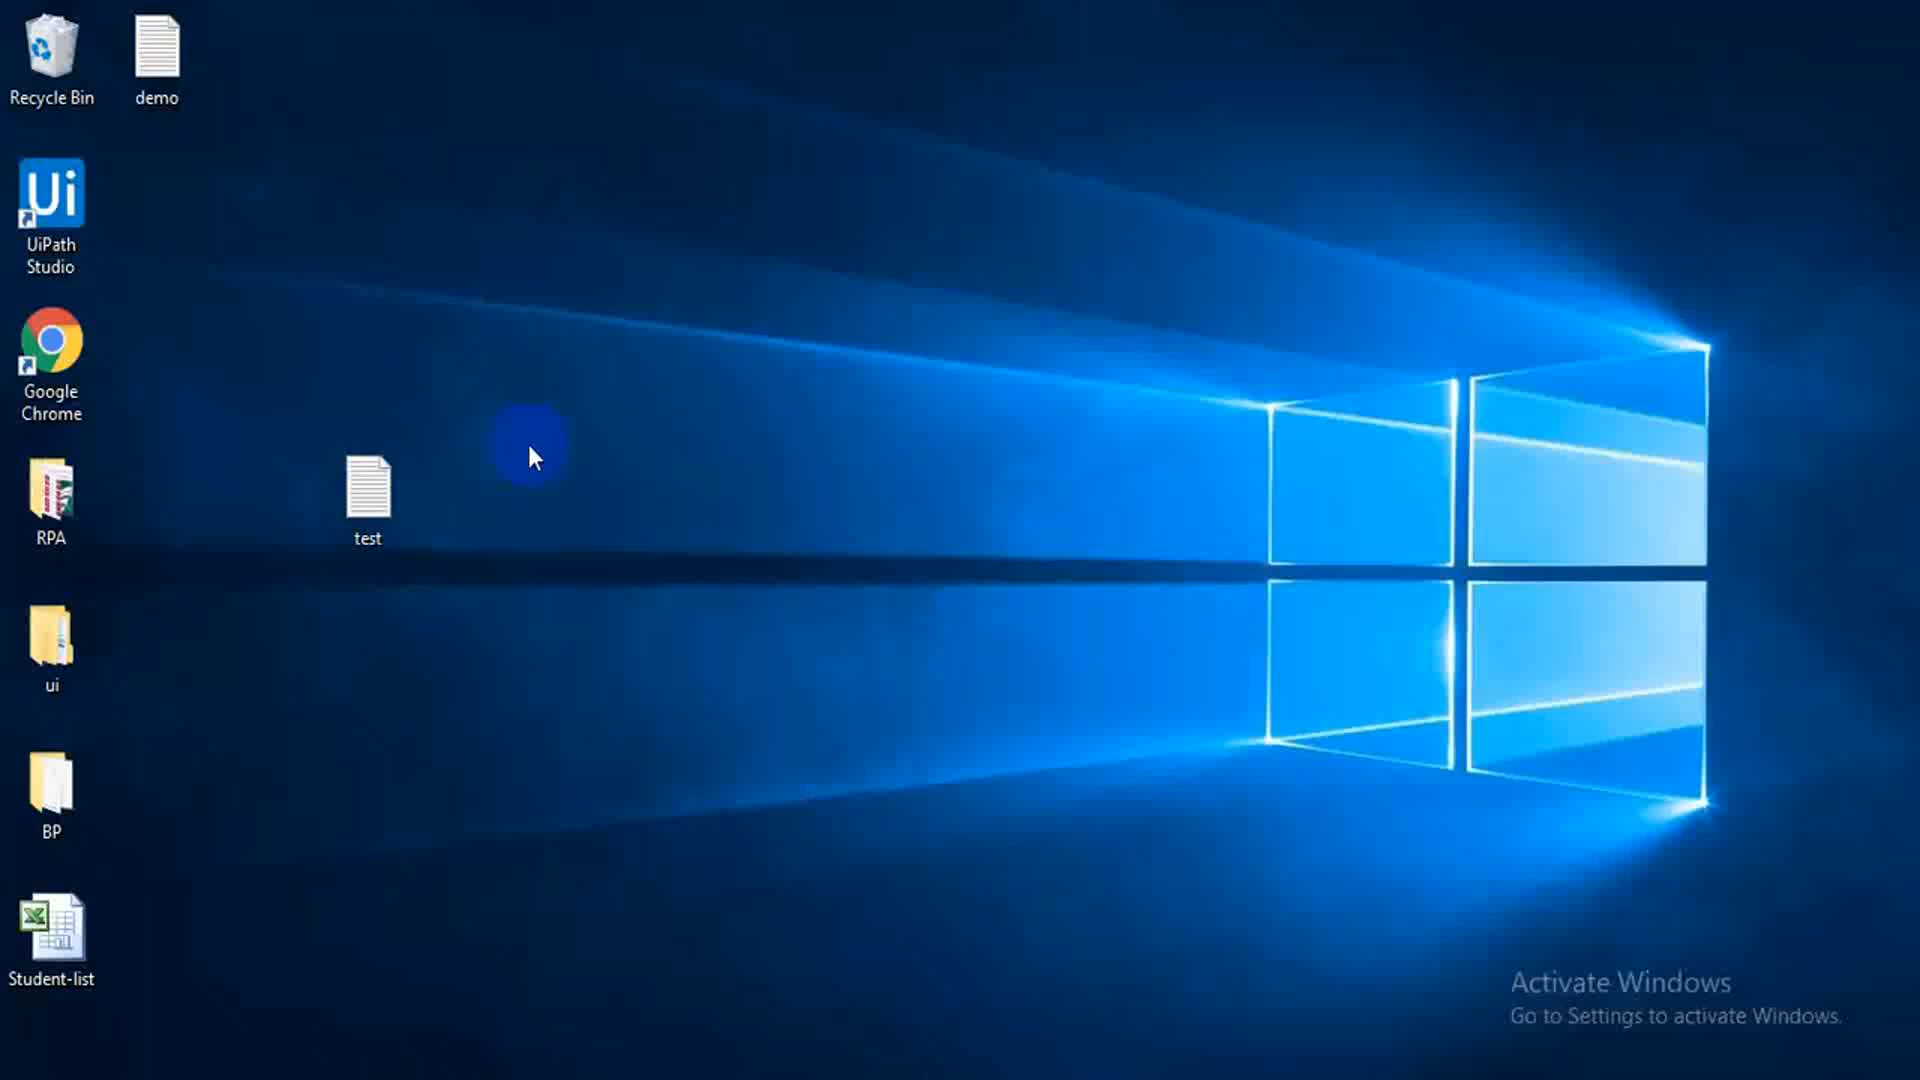 Recycle Bin
demo
Ui
UiPath
Studio
Google
Chrome
RPA
test
ui
BP
Student-list
Activate Windows
Go to Settings to activate Windows.